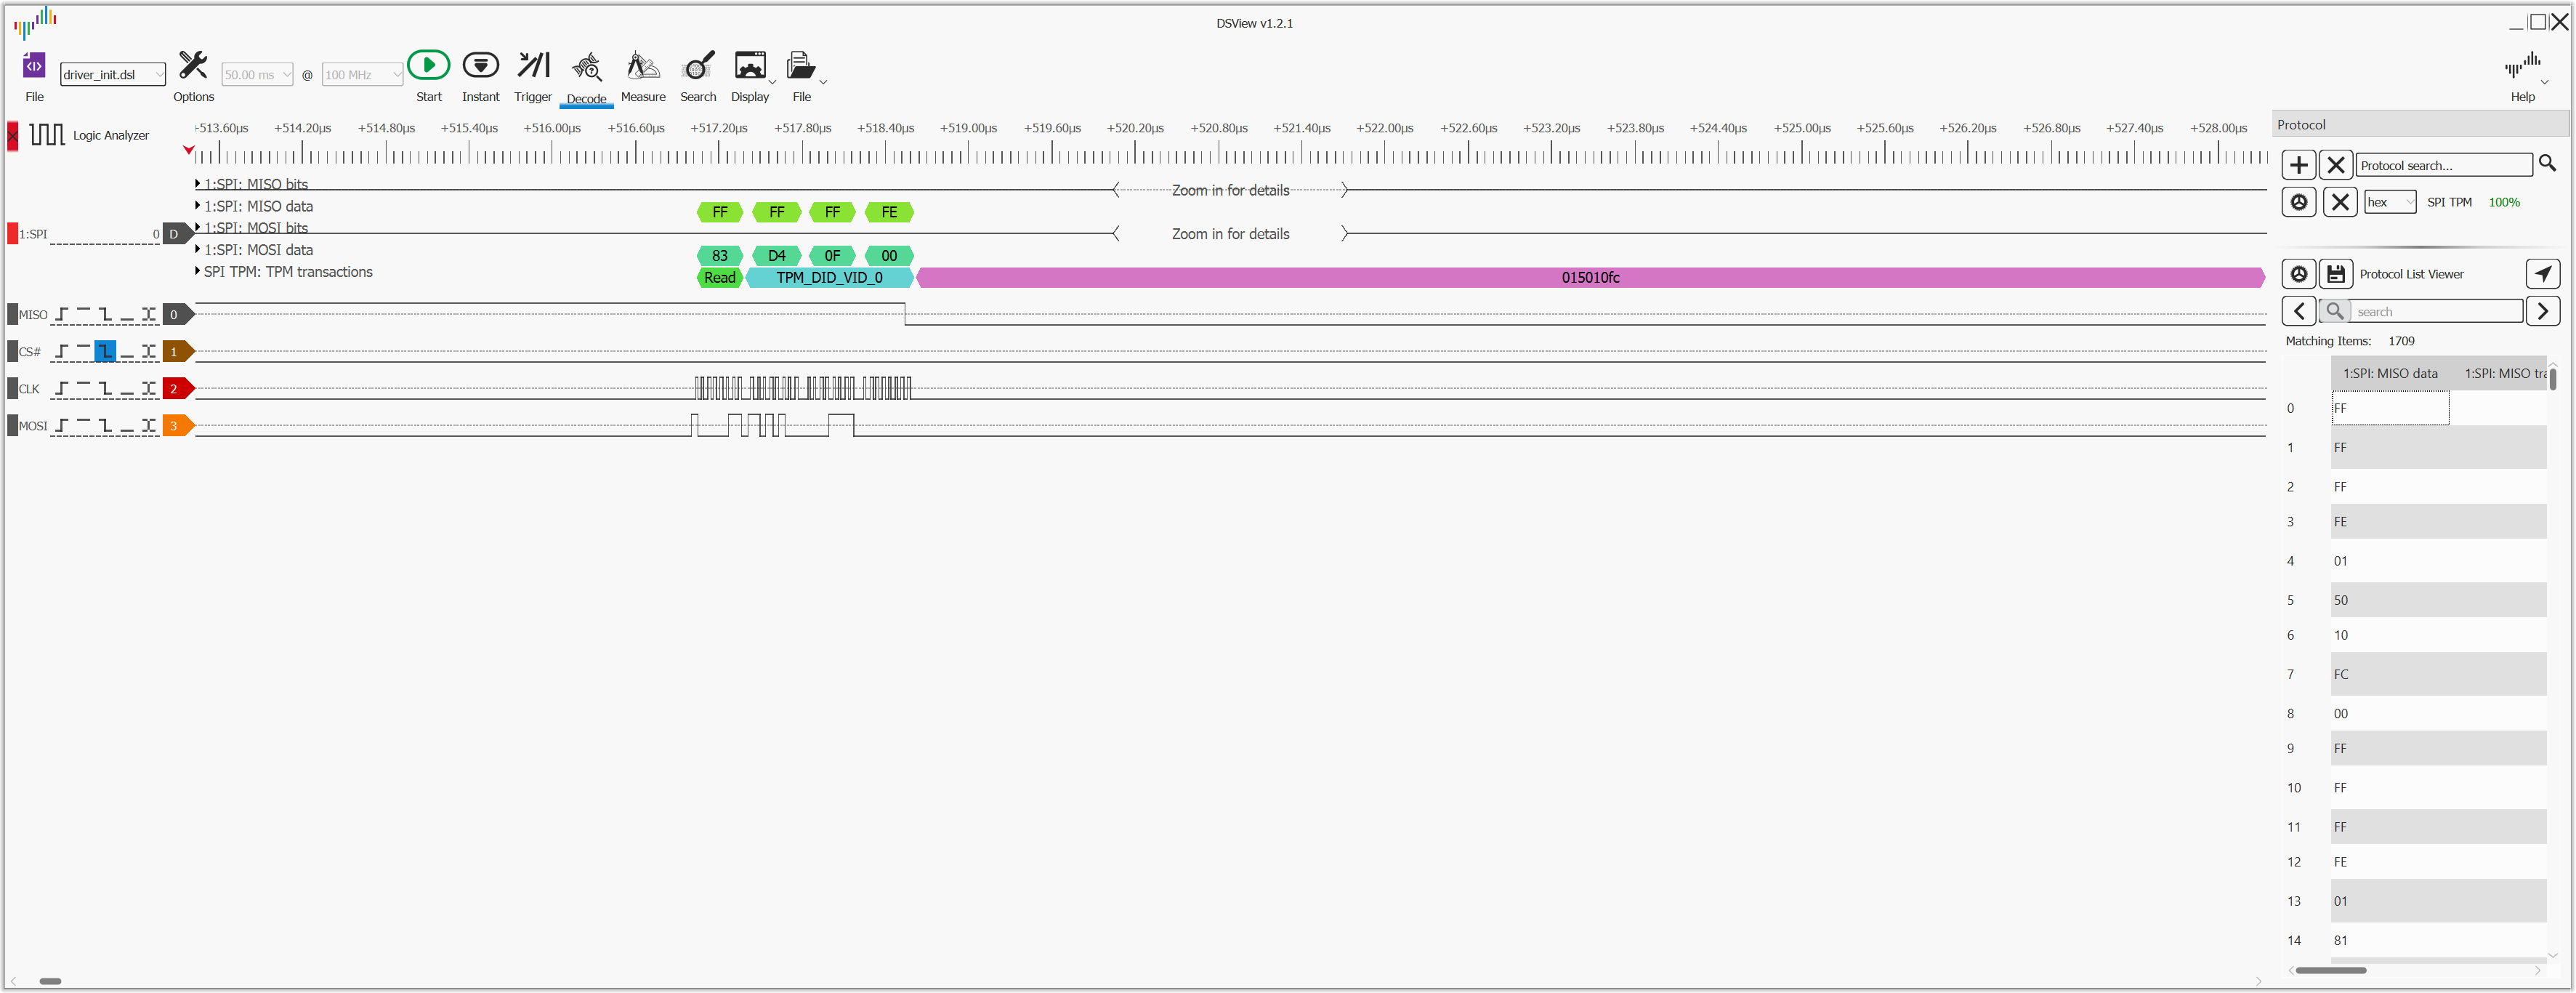 DSView v1.2.1
driver_init.dsl 50.00 ms @ 100 MHz
File Options Start Instant Trigger Decode Measure Search Display File Help
Logic Analyzer
+513.60μs +514.20μs +514.80μs +515.40μs +516.00μs +516.60μs +517.20μs +517.80μs +518.40μs +519.00μs +519.60μs +520.20μs +520.80μs +521.40μs +522.00μs +522.60μs +523.20μs +523.80μs +524.40μs +525.00μs +525.60μs +526.20μs +526.80μs +527.40μs +528.00μs
1:SPI: MISO bits Zoom in for details
1:SPI: MISO data FF FF FF FE
1:SPI 0 D
1:SPI: MOSI bits Zoom in for details
1:SPI: MOSI data 83 D4 0F 00
SPI TPM: TPM transactions Read TPM_DID_VID_0 015010fc
MISO 0
CS# 1
CLK 2
MOSI 3
Protocol
Protocol search...
hex SPI TPM 100%
Protocol List Viewer
search
Matching Items: 1709
1:SPI: MISO data 1:SPI: MISO tra
0 FF
1 FF
2 FF
3 FE
4 01
5 50
6 10
7 FC
8 00
9 FF
10 FF
11 FF
12 FE
13 01
14 81